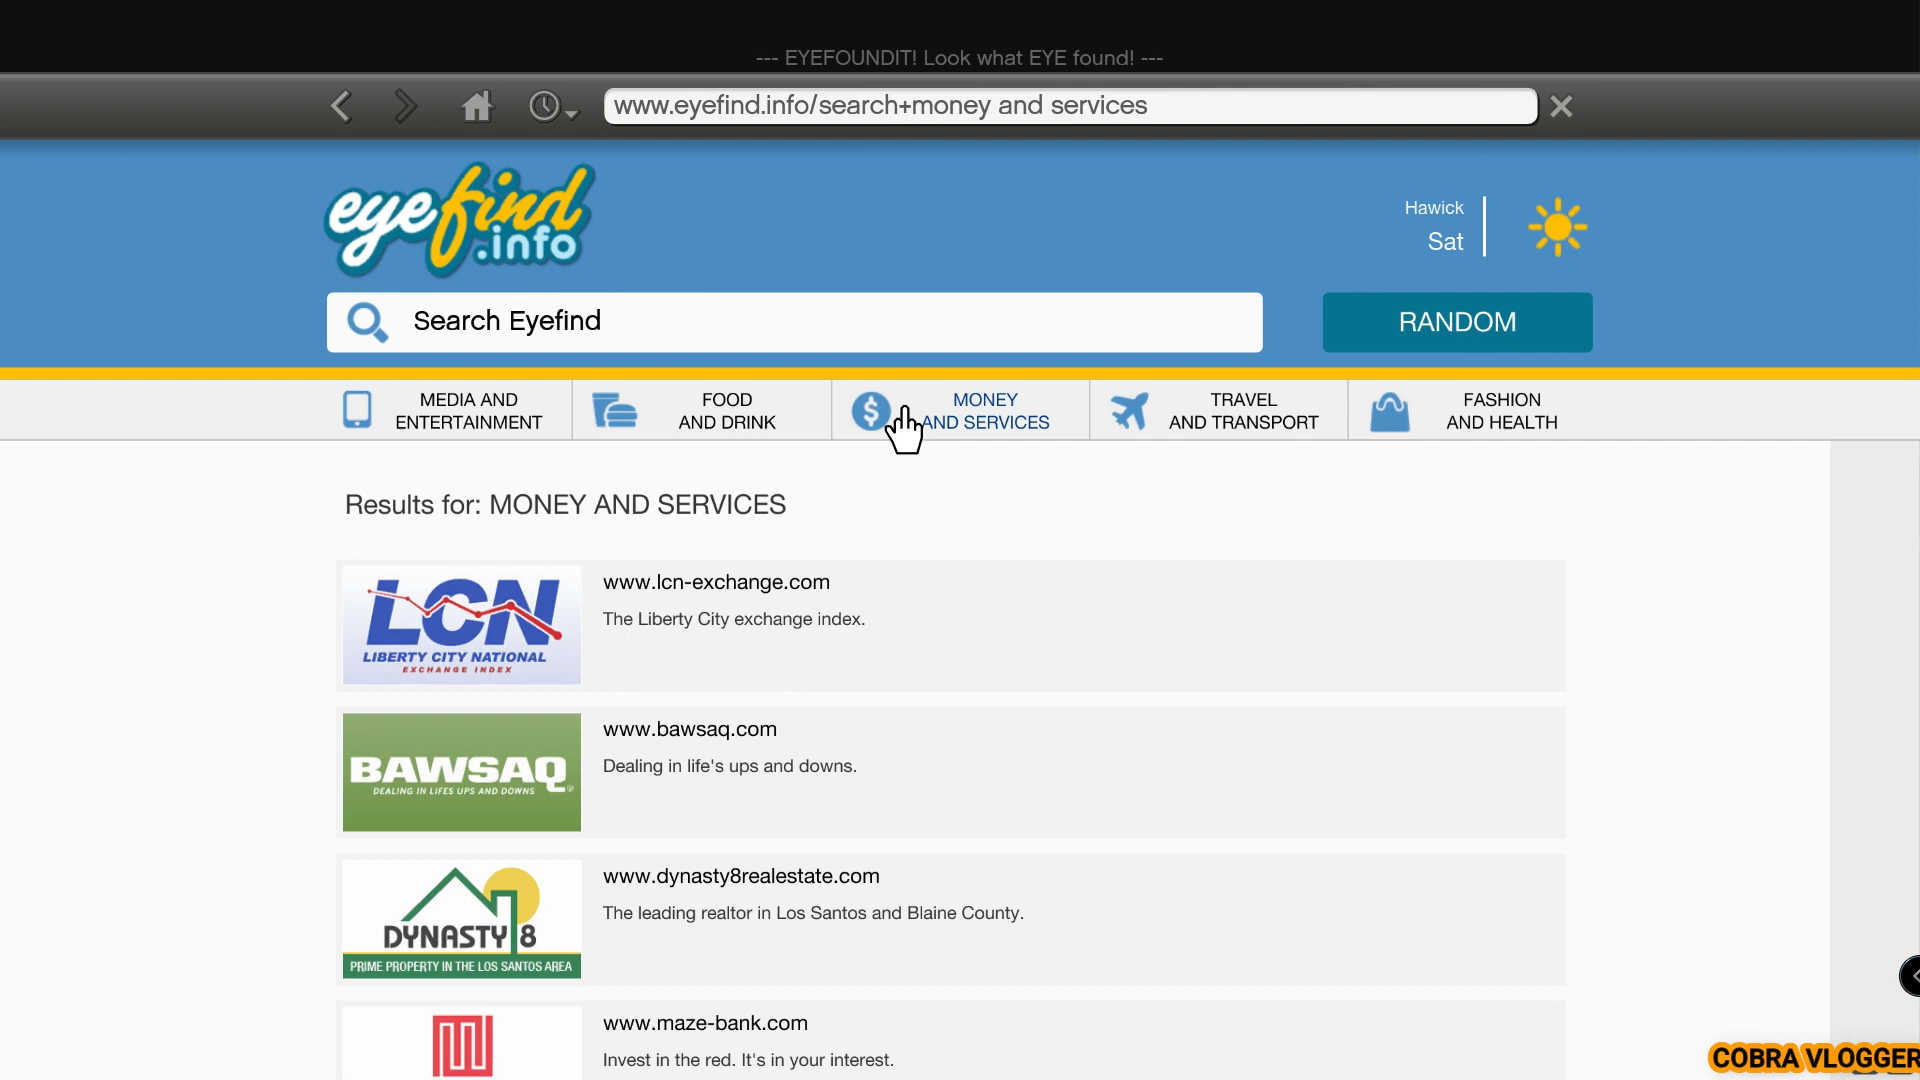 --- EYEFOUNDIT! Look what EYE found! ---
www.eyefind.info/search+money and services
eyefind
.info
Hawick
Sat
Search Eyefind
RANDOM
MEDIA AND
ENTERTAINMENT
FOOD
AND DRINK
MONEY
AND SERVICES
TRAVEL
AND TRANSPORT
FASHION
AND HEALTH
Results for: MONEY AND SERVICES
LCN
LIBERTY CITY NATIONAL
EXCHANGE INDEX
www.lcn-exchange.com
The Liberty City exchange index.
BAWSAQ
DEALING IN LIFES UPS AND DOWNS
www.bawsaq.com
Dealing in life's ups and downs.
DYNASTY 8
PRIME PROPERTY IN THE LOS SANTOS AREA
www.dynasty8realestate.com
The leading realtor in Los Santos and Blaine County.
www.maze-bank.com
Invest in the red. It's in your interest.
COBRA VLOGGER